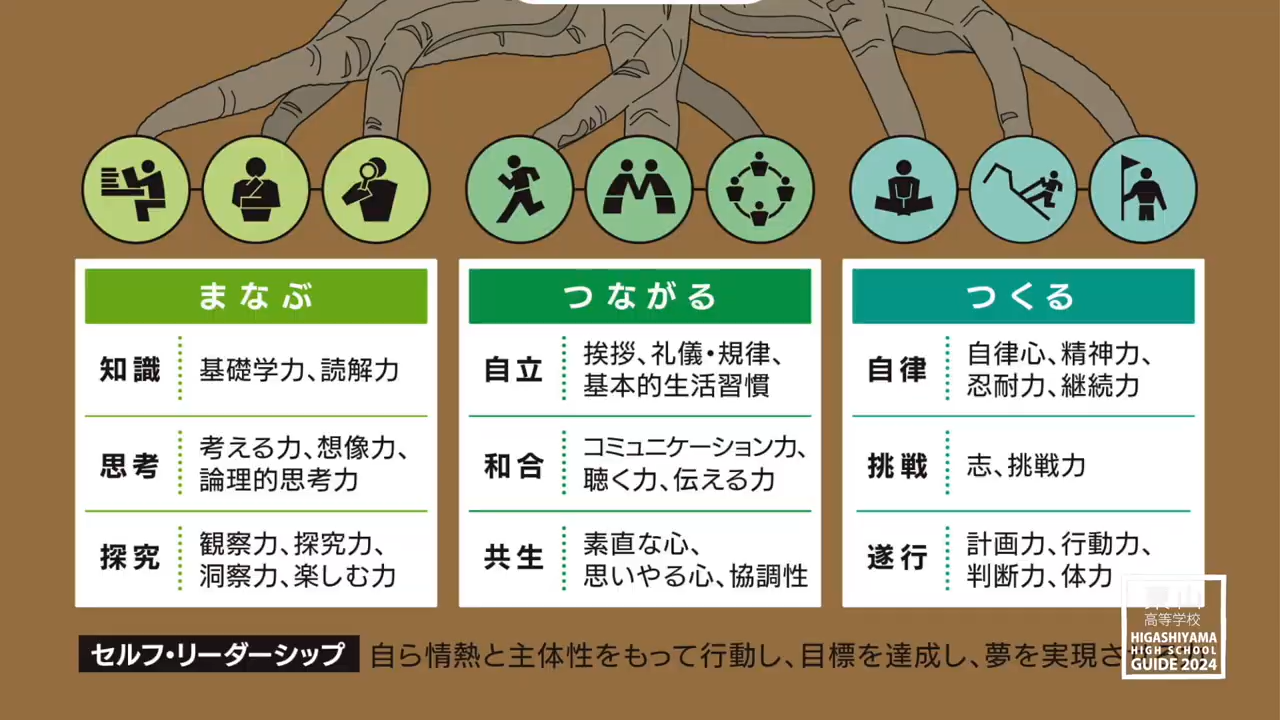 まなぶ
知識
基礎学力、読解力
思考
考える力、想像力、
論理的思考力
探究
観察力、探究力、
洞察力、楽しむ力
つながる
自立
挨拶、礼儀・規律、
基本的生活習慣
和合
コミュニケーション力、
聴く力、伝える力
共生
素直な心、
思いやる心、協調性
つくる
自律
自律心、精神力、
忍耐力、継続力
挑戦
志、挑戦力
遂行
計画力、行動力、
判断力、体力
セルフ・リーダーシップ
自ら情熱と主体性をもって行動し、目標を達成し、夢を実現さ
東山
高等学校
HIGASHIYAMA
HIGH SCHOOL
GUIDE 2024